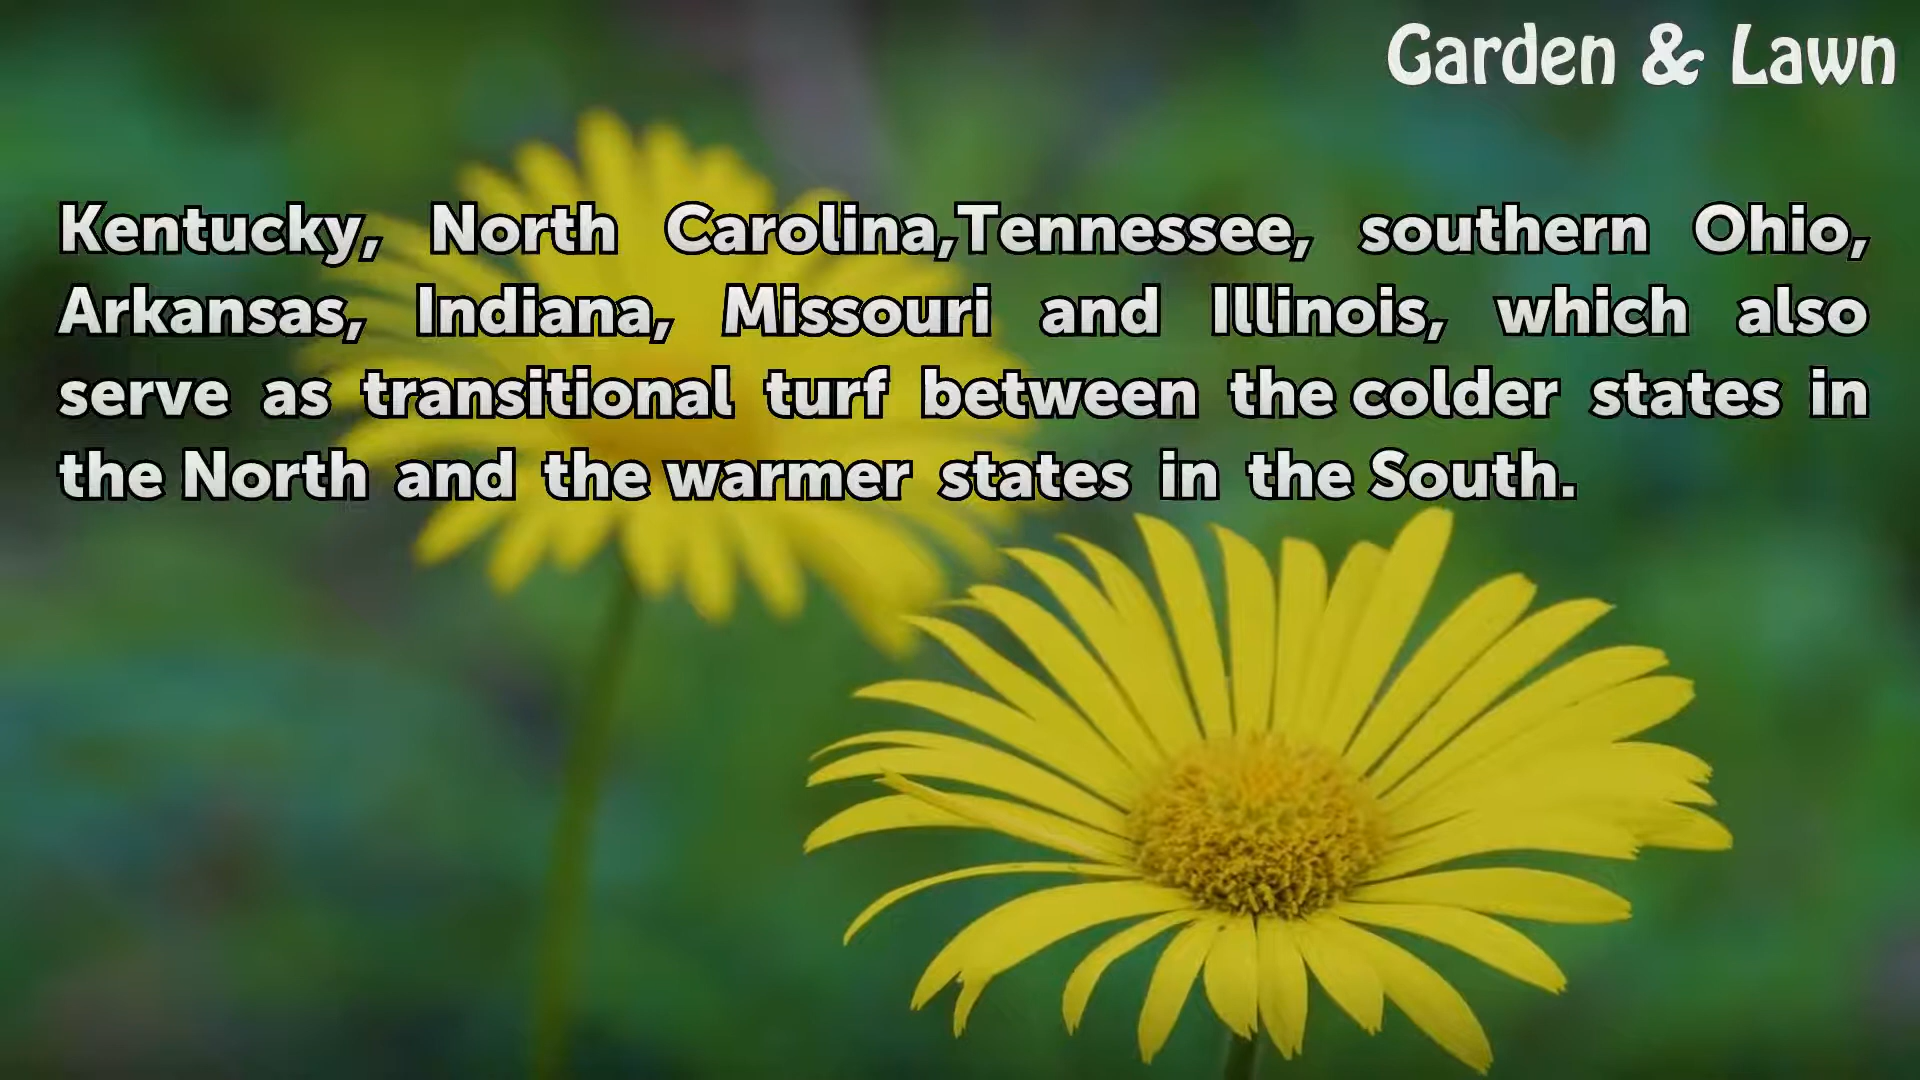 Garden & Lawn
Kentucky, North Carolina,Tennessee, southern Ohio,
Arkansas, Indiana, Missouri and Illinois, which also
serve as transitional turf between the colder states in
the North and the warmer states in the South.